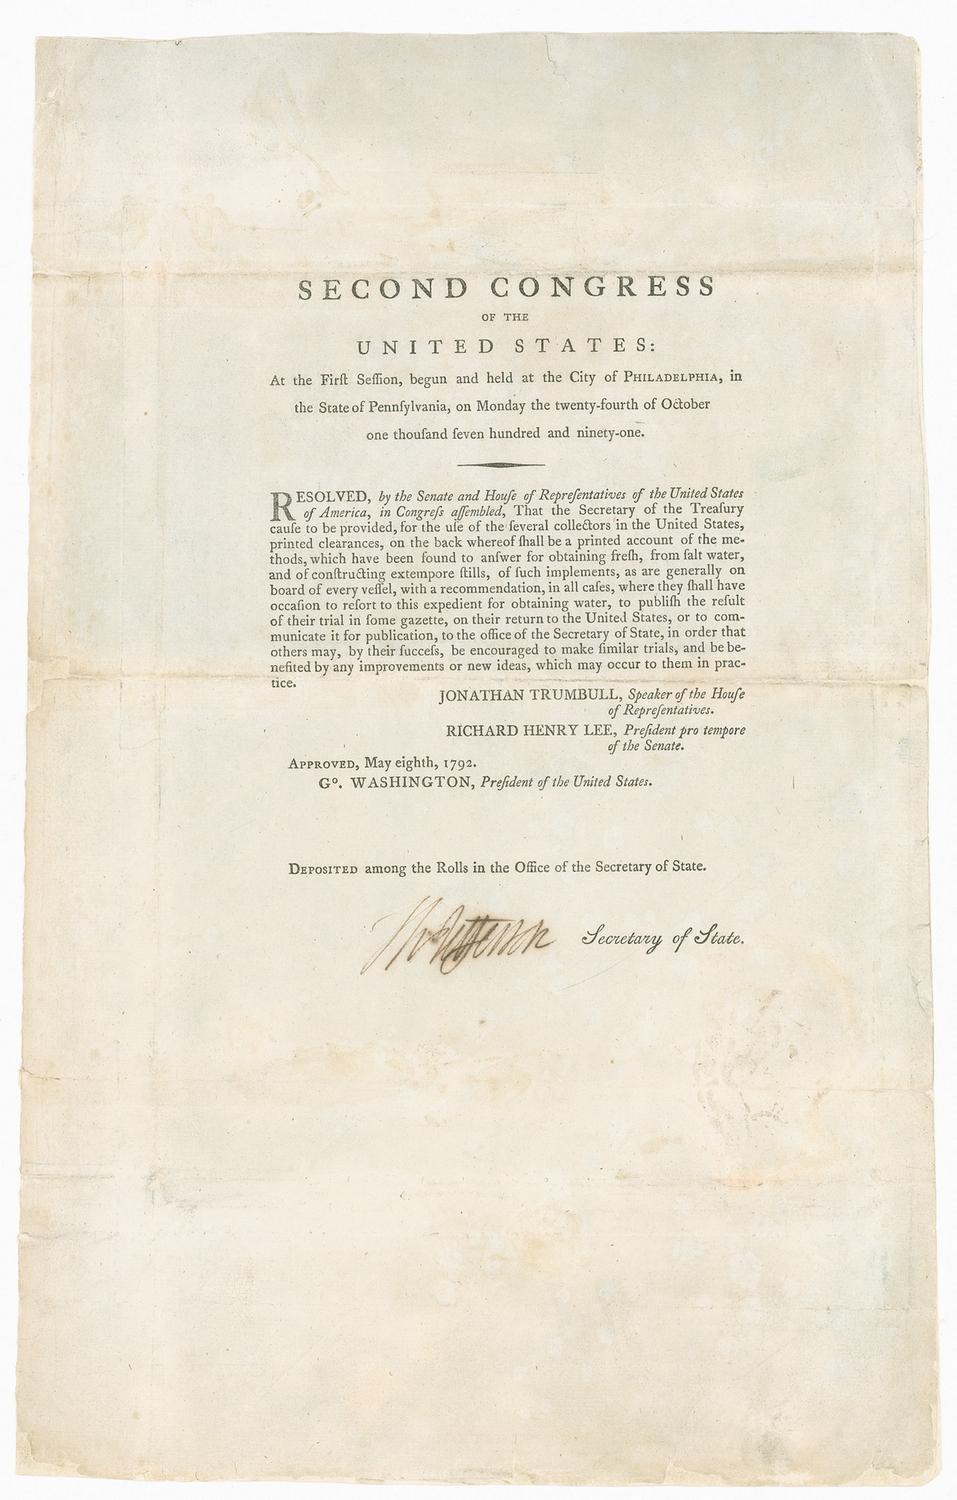 SECOND CONGRESS
OF THE
UNITED STATES:
At the Firſt Seſſion, begun and held at the City of PHILADELPHIA, in
the State of Pennſylvania, on Monday the twenty-fourth of October
one thouſand ſeven hundred and ninety-one.
RESOLVED, by the Senate and Houſe of Repreſentatives of the United States
of America, in Congreſs aſſembled, That the Secretary of the Treaſury
cauſe to be provided, for the uſe of the ſeveral collectors in the United States,
printed clearances, on the back whereof ſhall be a printed account of the me-
thods, which have been found to anſwer for obtaining freſh, from ſalt water,
and of conſtructing extempore ſtills, of ſuch implements, as are generally on
board of every veſſel, with a recommendation, in all caſes, where they ſhall have
occaſion to reſort to this expedient for obtaining water, to publiſh the reſult
of their trial in ſome gazette, on their return to the United States, or to com-
municate it for publication, to the office of the Secretary of State, in order that
others may, by their ſucceſs, be encouraged to make ſimilar trials, and be be-
nefited by any improvements or new ideas, which may occur to them in prac-
tice.
JONATHAN TRUMBULL, Speaker of the Houſe
of Repreſentatives.
RICHARD HENRY LEE, Preſident pro tempore
of the Senate.
APPROVED, May eighth, 1792.
Go. WASHINGTON, Preſident of the United States.
DEPOSITED among the Rolls in the Office of the Secretary of State.
Th Jefferson Secretary of State.